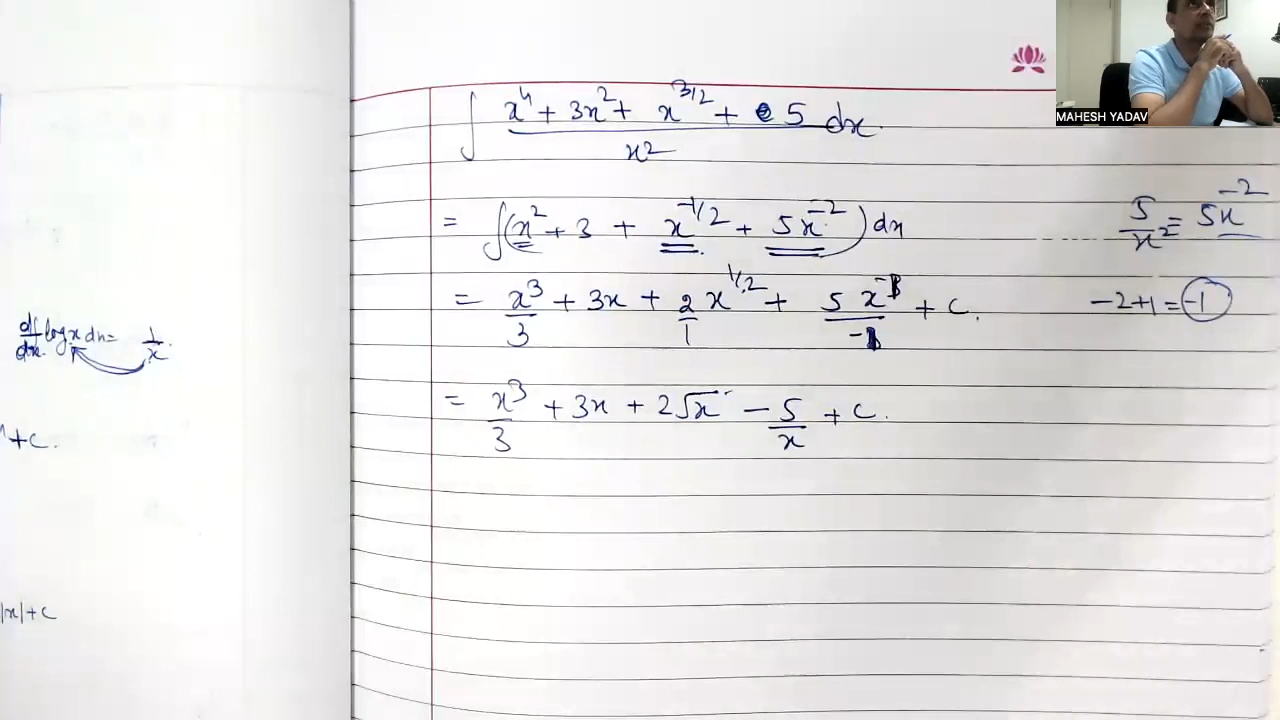 MAHESH YADAV
∫ (x⁴ + 3x² + x^(3/2) + 5)/x² dx
= ∫(x² + 3 + x^(-1/2) + 5x⁻²)dx
5/x² = 5x⁻²
= x³/3 + 3x + 2/1 x^(1/2) + 5x⁻¹/-1 + c.
-2+1 = -1
= x³/3 + 3x + 2√x - 5/x + c.
d/dx log x dx = 1/x.
+c.
|x|+c